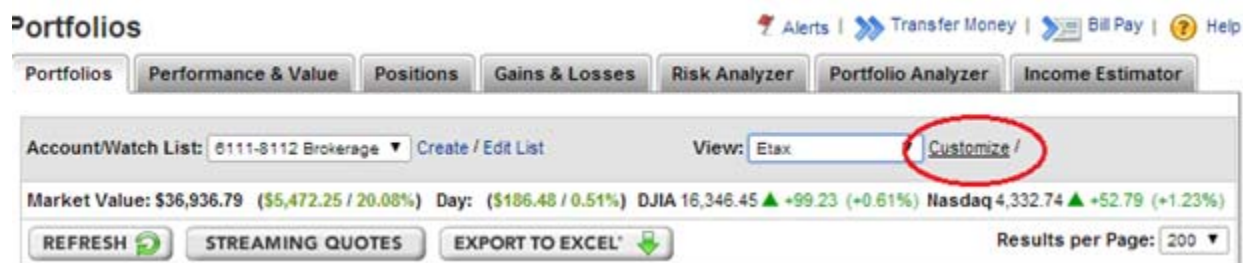 Portfolios
Alerts | Transfer Money | Bill Pay | Help
Portfolios Performance & Value Positions Gains & Losses Risk Analyzer Portfolio Analyzer Income Estimator
Account/Watch List: 6111-8112 Brokerage Create / Edit List View: Etax Customize /
Market Value: $36,936.79 ($5,472.25 / 20.08%) Day: ($186.48 / 0.51%) DJIA 16,346.45 ▲ +99.23 (+0.61%) Nasdaq 4,332.74 ▲ +52.79 (+1.23%)
REFRESH STREAMING QUOTES EXPORT TO EXCEL* Results per Page: 200